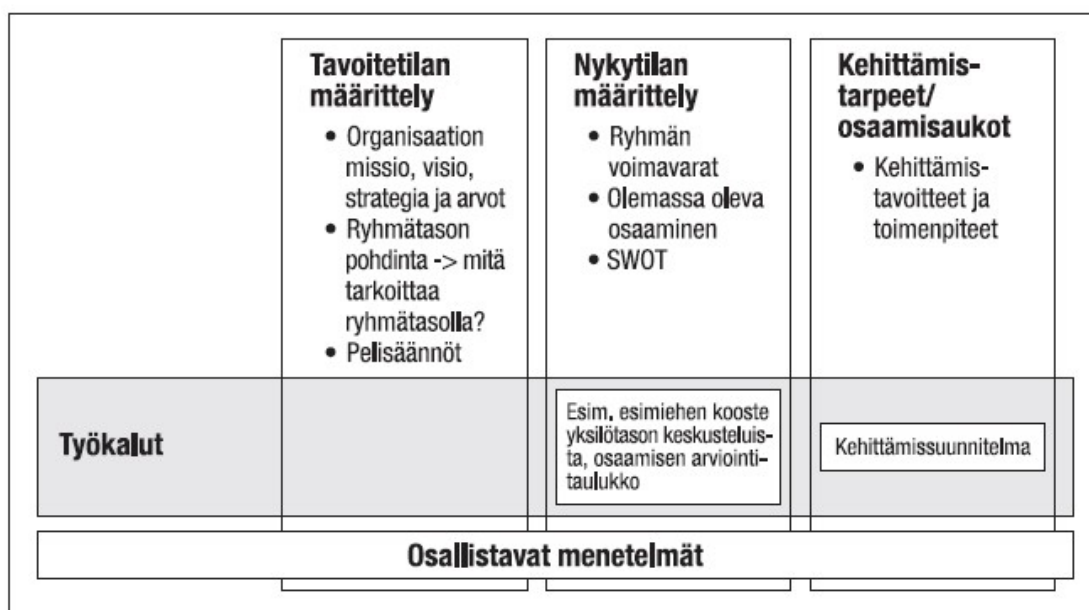 Tavoitetilan
määrittely
• Organisaation
missio, visio,
strategia ja arvot
• Ryhmätason
pohdinta -> mitä
tarkoittaa
ryhmätasolla?
• Pelisäännöt
Nykytilan
määrittely
• Ryhmän
voimavarat
• Olemassa oleva
osaaminen
• SWOT
Kehittämis-
tarpeet/
osaamisaukot
• Kehittämis-
tavoitteet ja
toimenpiteet
Työkalut
Esim, esimiehen kooste
yksilötason keskusteluis-
ta, osaamisen arviointi-
taulukko
Kehittämissuunnitelma
Osallistavat menetelmät